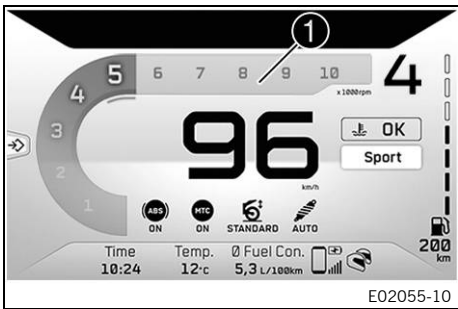 1
5 6 7 8 9 10
4
x1000rpm
4
3
2
1
96
km/h
OK
Sport
ABS MTC
ON ON STANDARD AUTO
Time Temp. Ø Fuel Con.
10:24 12°C 5,3 L/100km
200
km
E02055-10